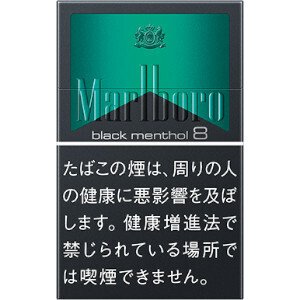 Marlboro
black menthol 8
たばこの煙は、周りの人
の健康に悪影響を及ぼ
します。健康増進法で
禁じられている場所で
は喫煙できません。